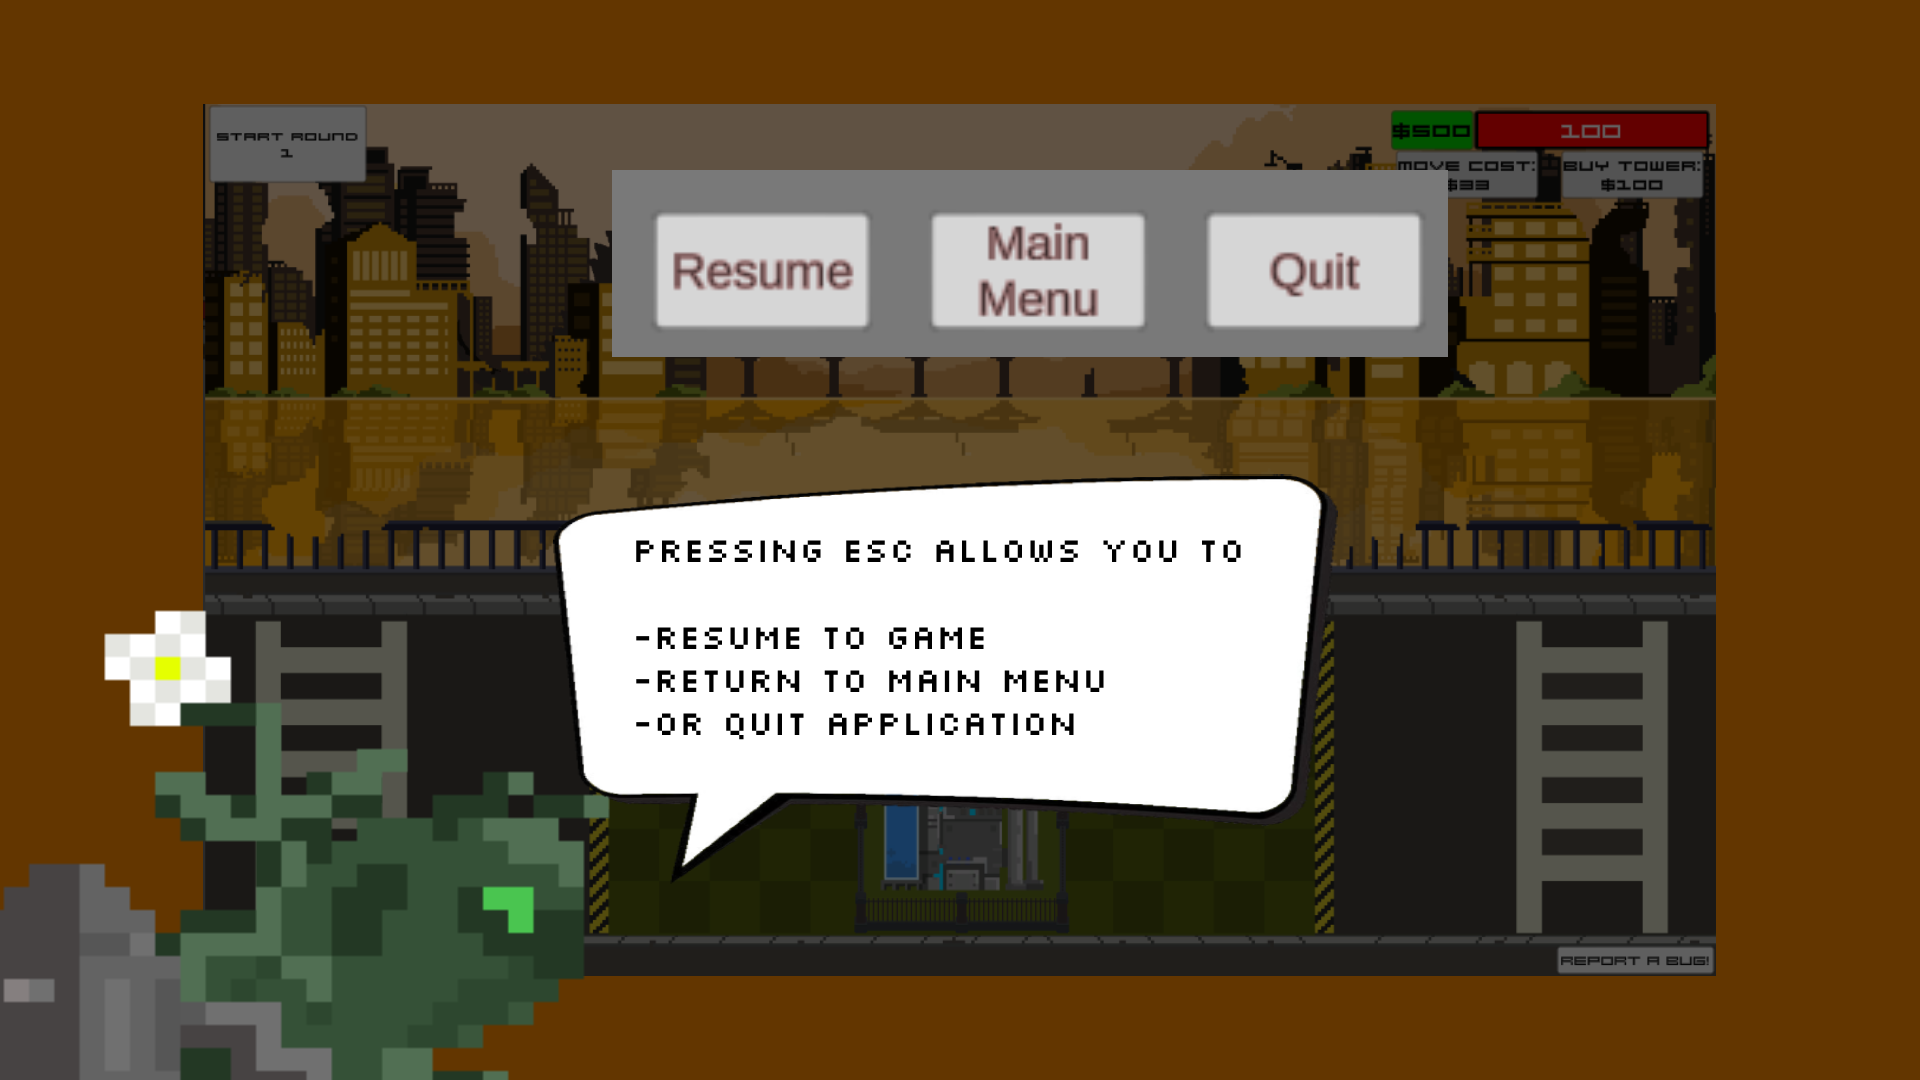 START ROUND
1
$500
100
MOVE COST:
$33
BUY TOWER:
$100
Resume
Main
Menu
Quit
PRESSING ESC ALLOWS YOU TO
-RESUME TO GAME
-RETURN TO MAIN MENU
-OR QUIT APPLICATION
REPORT A BUG!